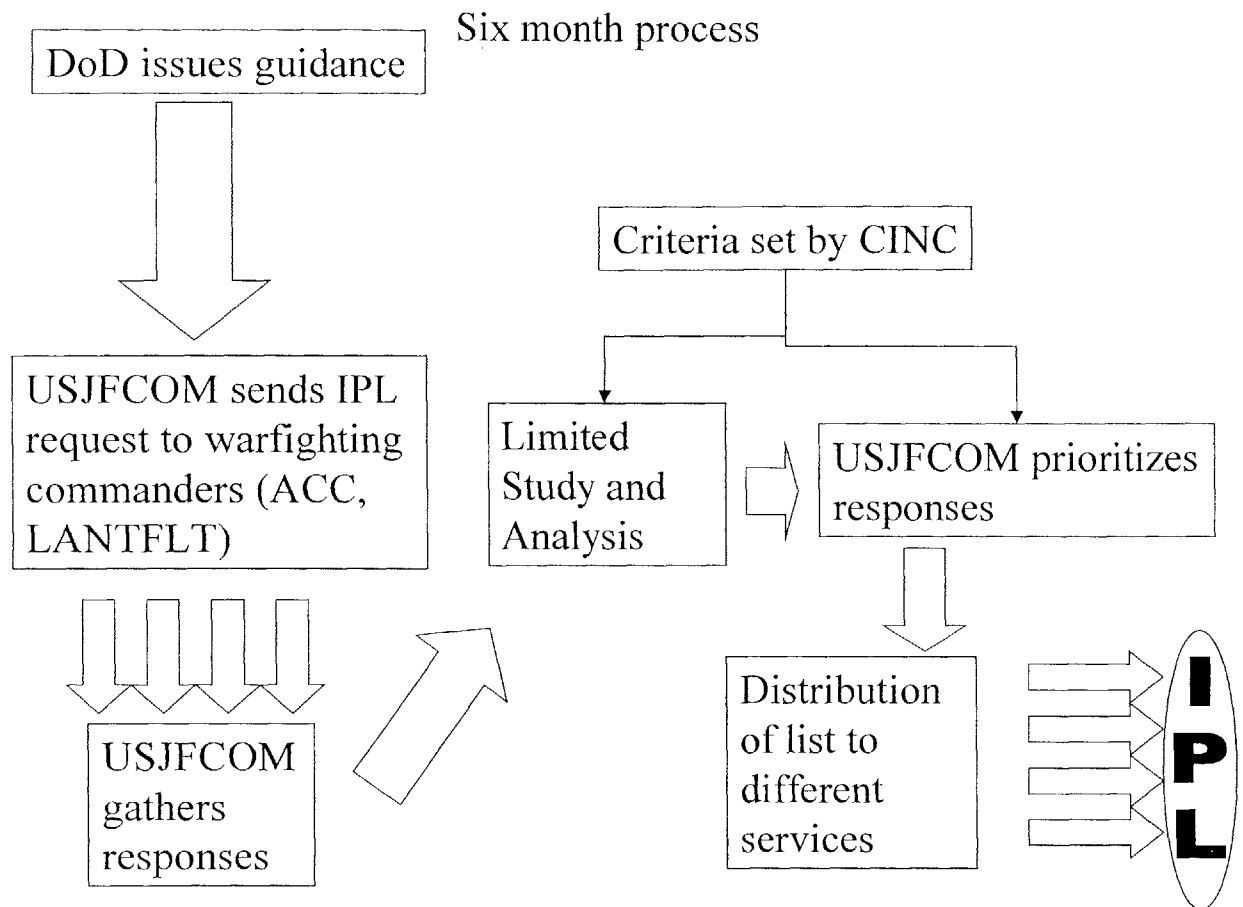 Six month process
DoD issues guidance
Criteria set by CINC
USJFCOM sends IPL
request to warfighting
commanders (ACC,
LANTFLT)
Limited
Study and
Analysis
USJFCOM prioritizes
responses
USJFCOM
gathers
responses
Distribution
of list to
different
services
I
P
L